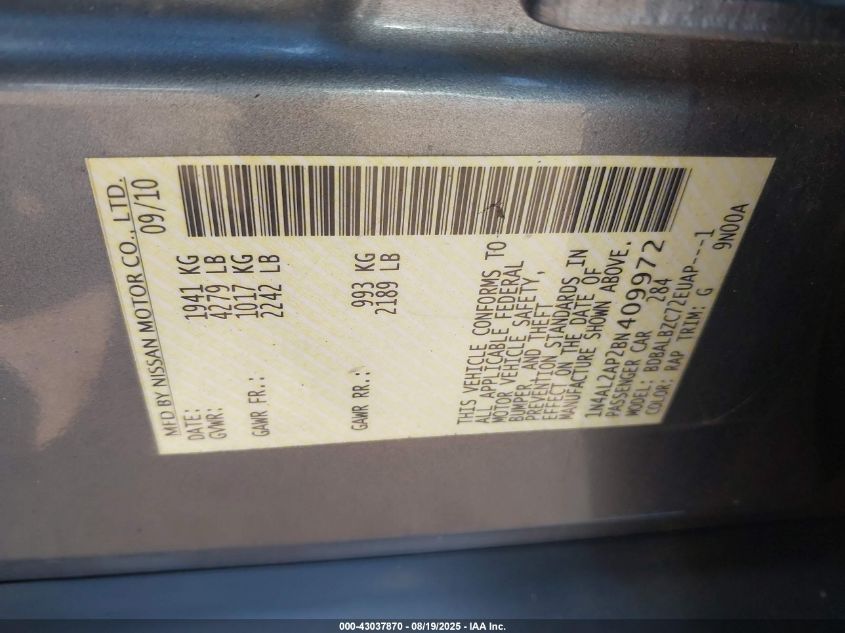 MFD BY NISSAN MOTOR CO., LTD.
DATE: 09/10
GVWR: 1941 KG
4279 LB
GAWR FR.: 1017 KG
2242 LB
GAWR RR.: 993 KG
2189 LB
THIS VEHICLE CONFORMS TO
ALL APPLICABLE FEDERAL
MOTOR VEHICLE SAFETY,
BUMPER, AND THEFT
PREVENTION STANDARDS IN
EFFECT ON THE DATE OF
MANUFACTURE SHOWN ABOVE.
1N4AL2AP2BN409972
PASSENGER CAR 284
MODEL: BDBALBZC72EUAP----1
COLOR: RAP TRIM: G
9N00A
000-43037870 - 08/19/2025 - IAA Inc.